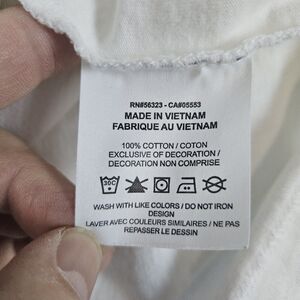 RN#56323 - CA#05553
MADE IN VIETNAM
FABRIQUE AU VIETNAM
100% COTTON / COTON
EXCLUSIVE OF DECORATION /
DECORATION NON COMPRISE
30C
WASH WITH LIKE COLORS / DO NOT IRON
DESIGN
LAVER AVEC COULEURS SIMILAIRES / NE PAS
REPASSER LE DESSIN